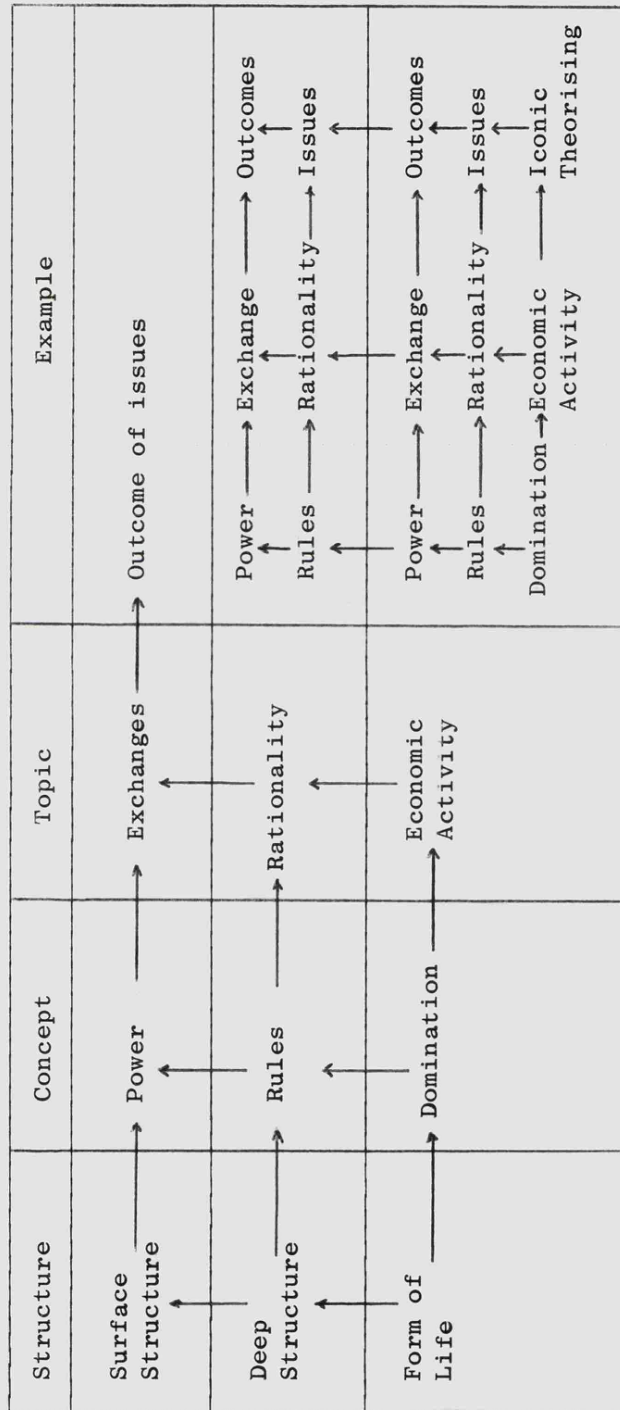 Structure Concept Topic Example
Surface
Structure
Power Exchanges Outcome of issues
Deep
Structure
Rules Rationality
Power Exchange Outcomes
Rules Rationality Issues
Form of
Life
Domination
Economic
Activity
Power Exchange Outcomes
Rules Rationality Issues
Domination Economic Iconic
Activity Theorising